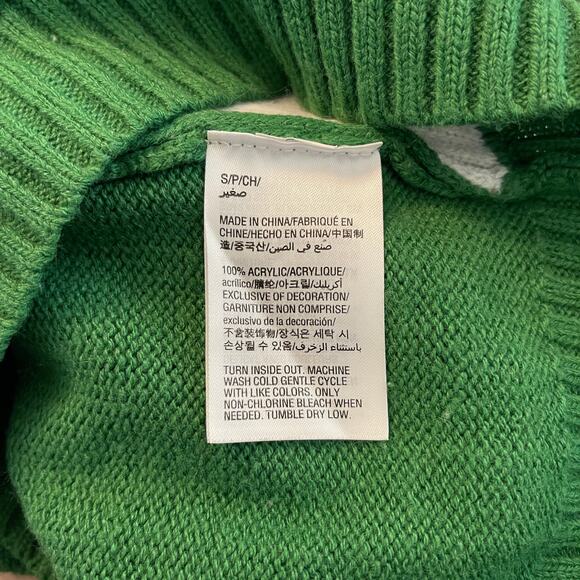 S/P/CH/
صغير
MADE IN CHINA/FABRIQUÉ EN
CHINE/HECHO EN CHINA/中国制
造/중국산/صنع في الصين
100% ACRYLIC/ACRYLIQUE/
acrílico/腈纶/아크릴/أكريليك
EXCLUSIVE OF DECORATION/
GARNITURE NON COMPRISE/
exclusivo de la decoración/
不含装饰物/장식은 세탁 시
손상될 수 있음/باستثناء الزخرف
TURN INSIDE OUT. MACHINE
WASH COLD GENTLE CYCLE
WITH LIKE COLORS. ONLY
NON-CHLORINE BLEACH WHEN
NEEDED. TUMBLE DRY LOW.